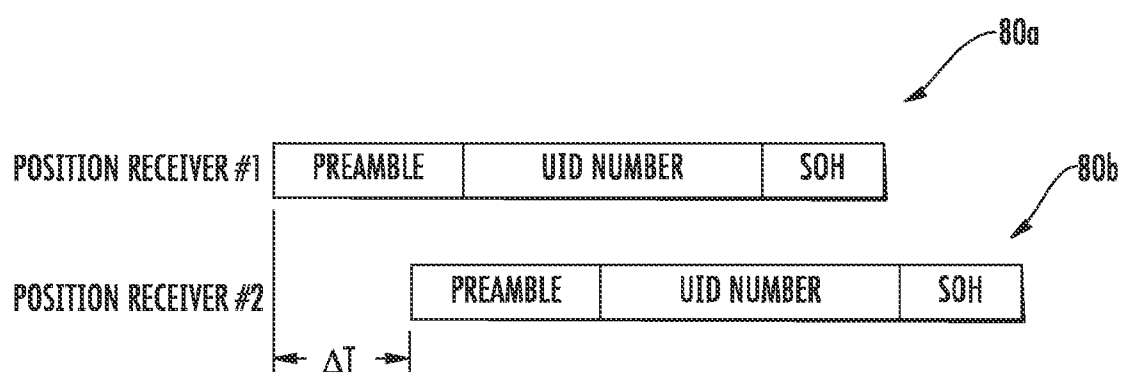 80a
POSITION RECEIVER #1 PREAMBLE UID NUMBER SOH
80b
POSITION RECEIVER #2 PREAMBLE UID NUMBER SOH
ΔT